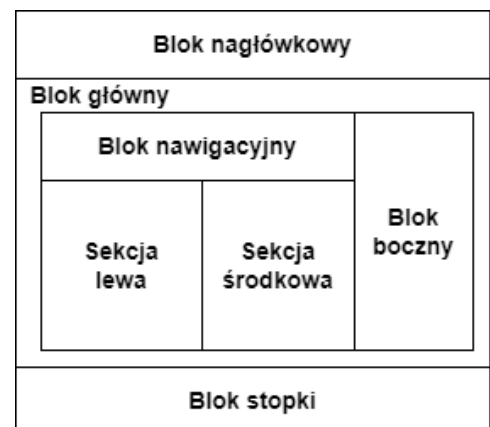 Blok nagłówkowy
Blok główny
Blok nawigacyjny
Sekcja
lewa
Sekcja
środkowa
Blok
boczny
Blok stopki